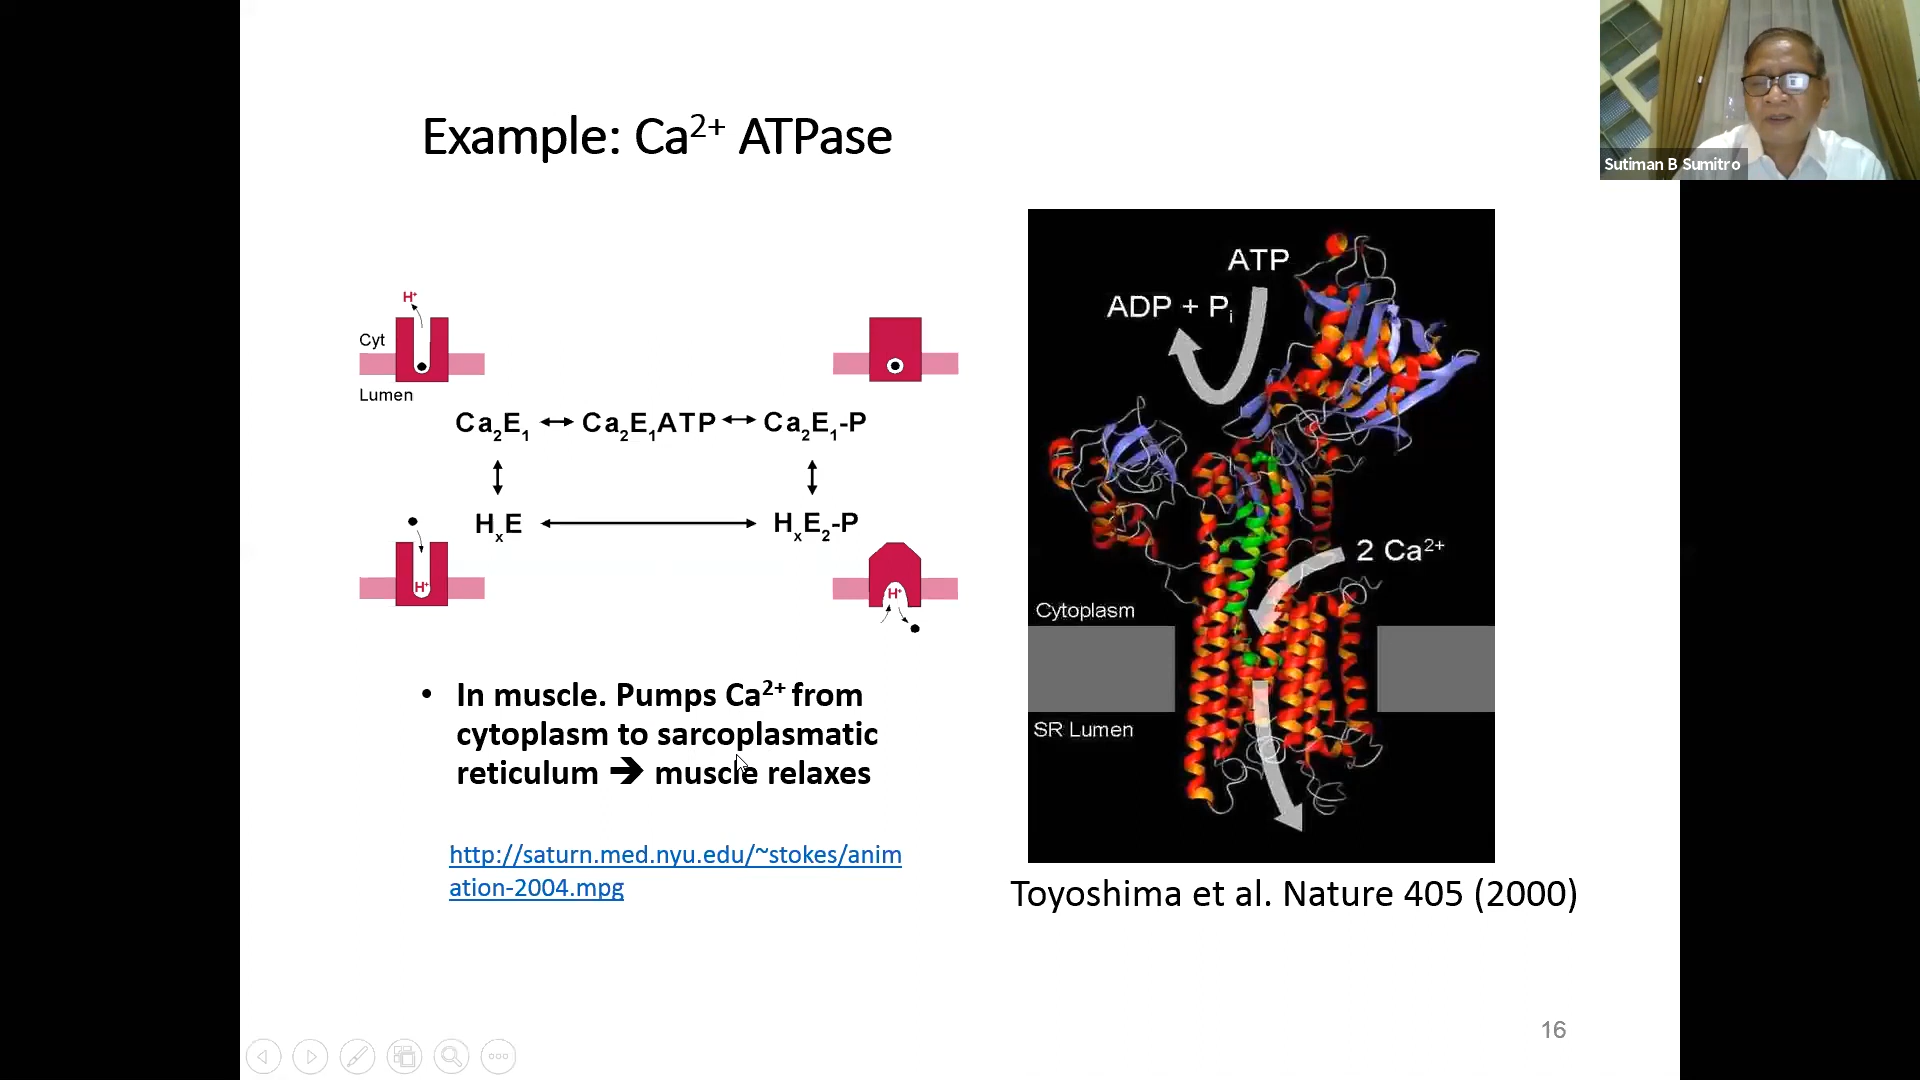 Example: Ca2+ ATPase
Sutiman B Sumitro
H+
Cyt
Lumen
Ca2E1 ↔ Ca2E1ATP ↔ Ca2E1-P
HxE ↔ HxE2-P
H+
H+
• In muscle. Pumps Ca2+ from
cytoplasm to sarcoplasmatic
reticulum ➔ muscle relaxes
http://saturn.med.nyu.edu/~stokes/anim
ation-2004.mpg
ATP
ADP + Pi
2 Ca2+
Cytoplasm
SR Lumen
Toyoshima et al. Nature 405 (2000)
16